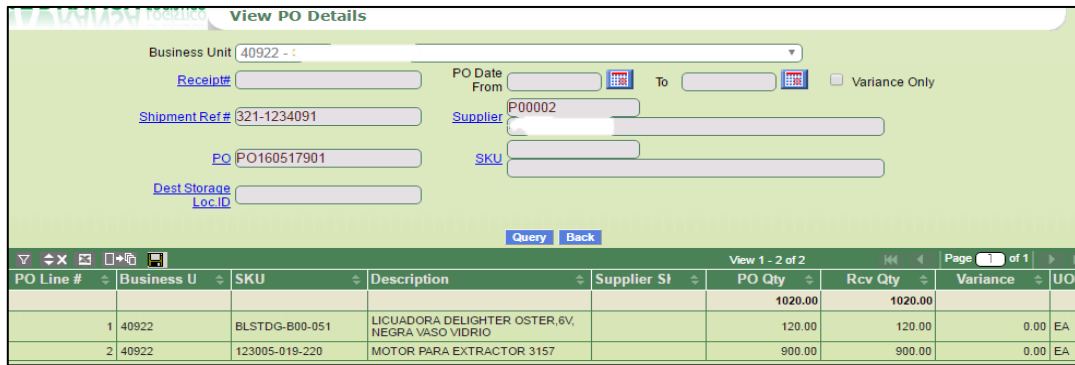 View PO Details
Business Unit 40922 -
Receipt#
PO Date From
To
Variance Only
Shipment Ref # 321-1234091
Supplier P00002
PO PO160517901
SKU
Dest Storage Loc.ID
Query Back
View 1 - 2 of 2
Page 1 of 1
PO Line # Business U SKU Description Supplier Sk PO Qty Rcv Qty Variance UO
1020.00 1020.00
1 40922 BLSTDG-B00-051 LICUADORA DELIGHTER OSTER,6V, NEGRA VASO VIDRIO 120.00 120.00 0.00 EA
2 40922 123005-019-220 MOTOR PARA EXTRACTOR 3157 900.00 900.00 0.00 EA